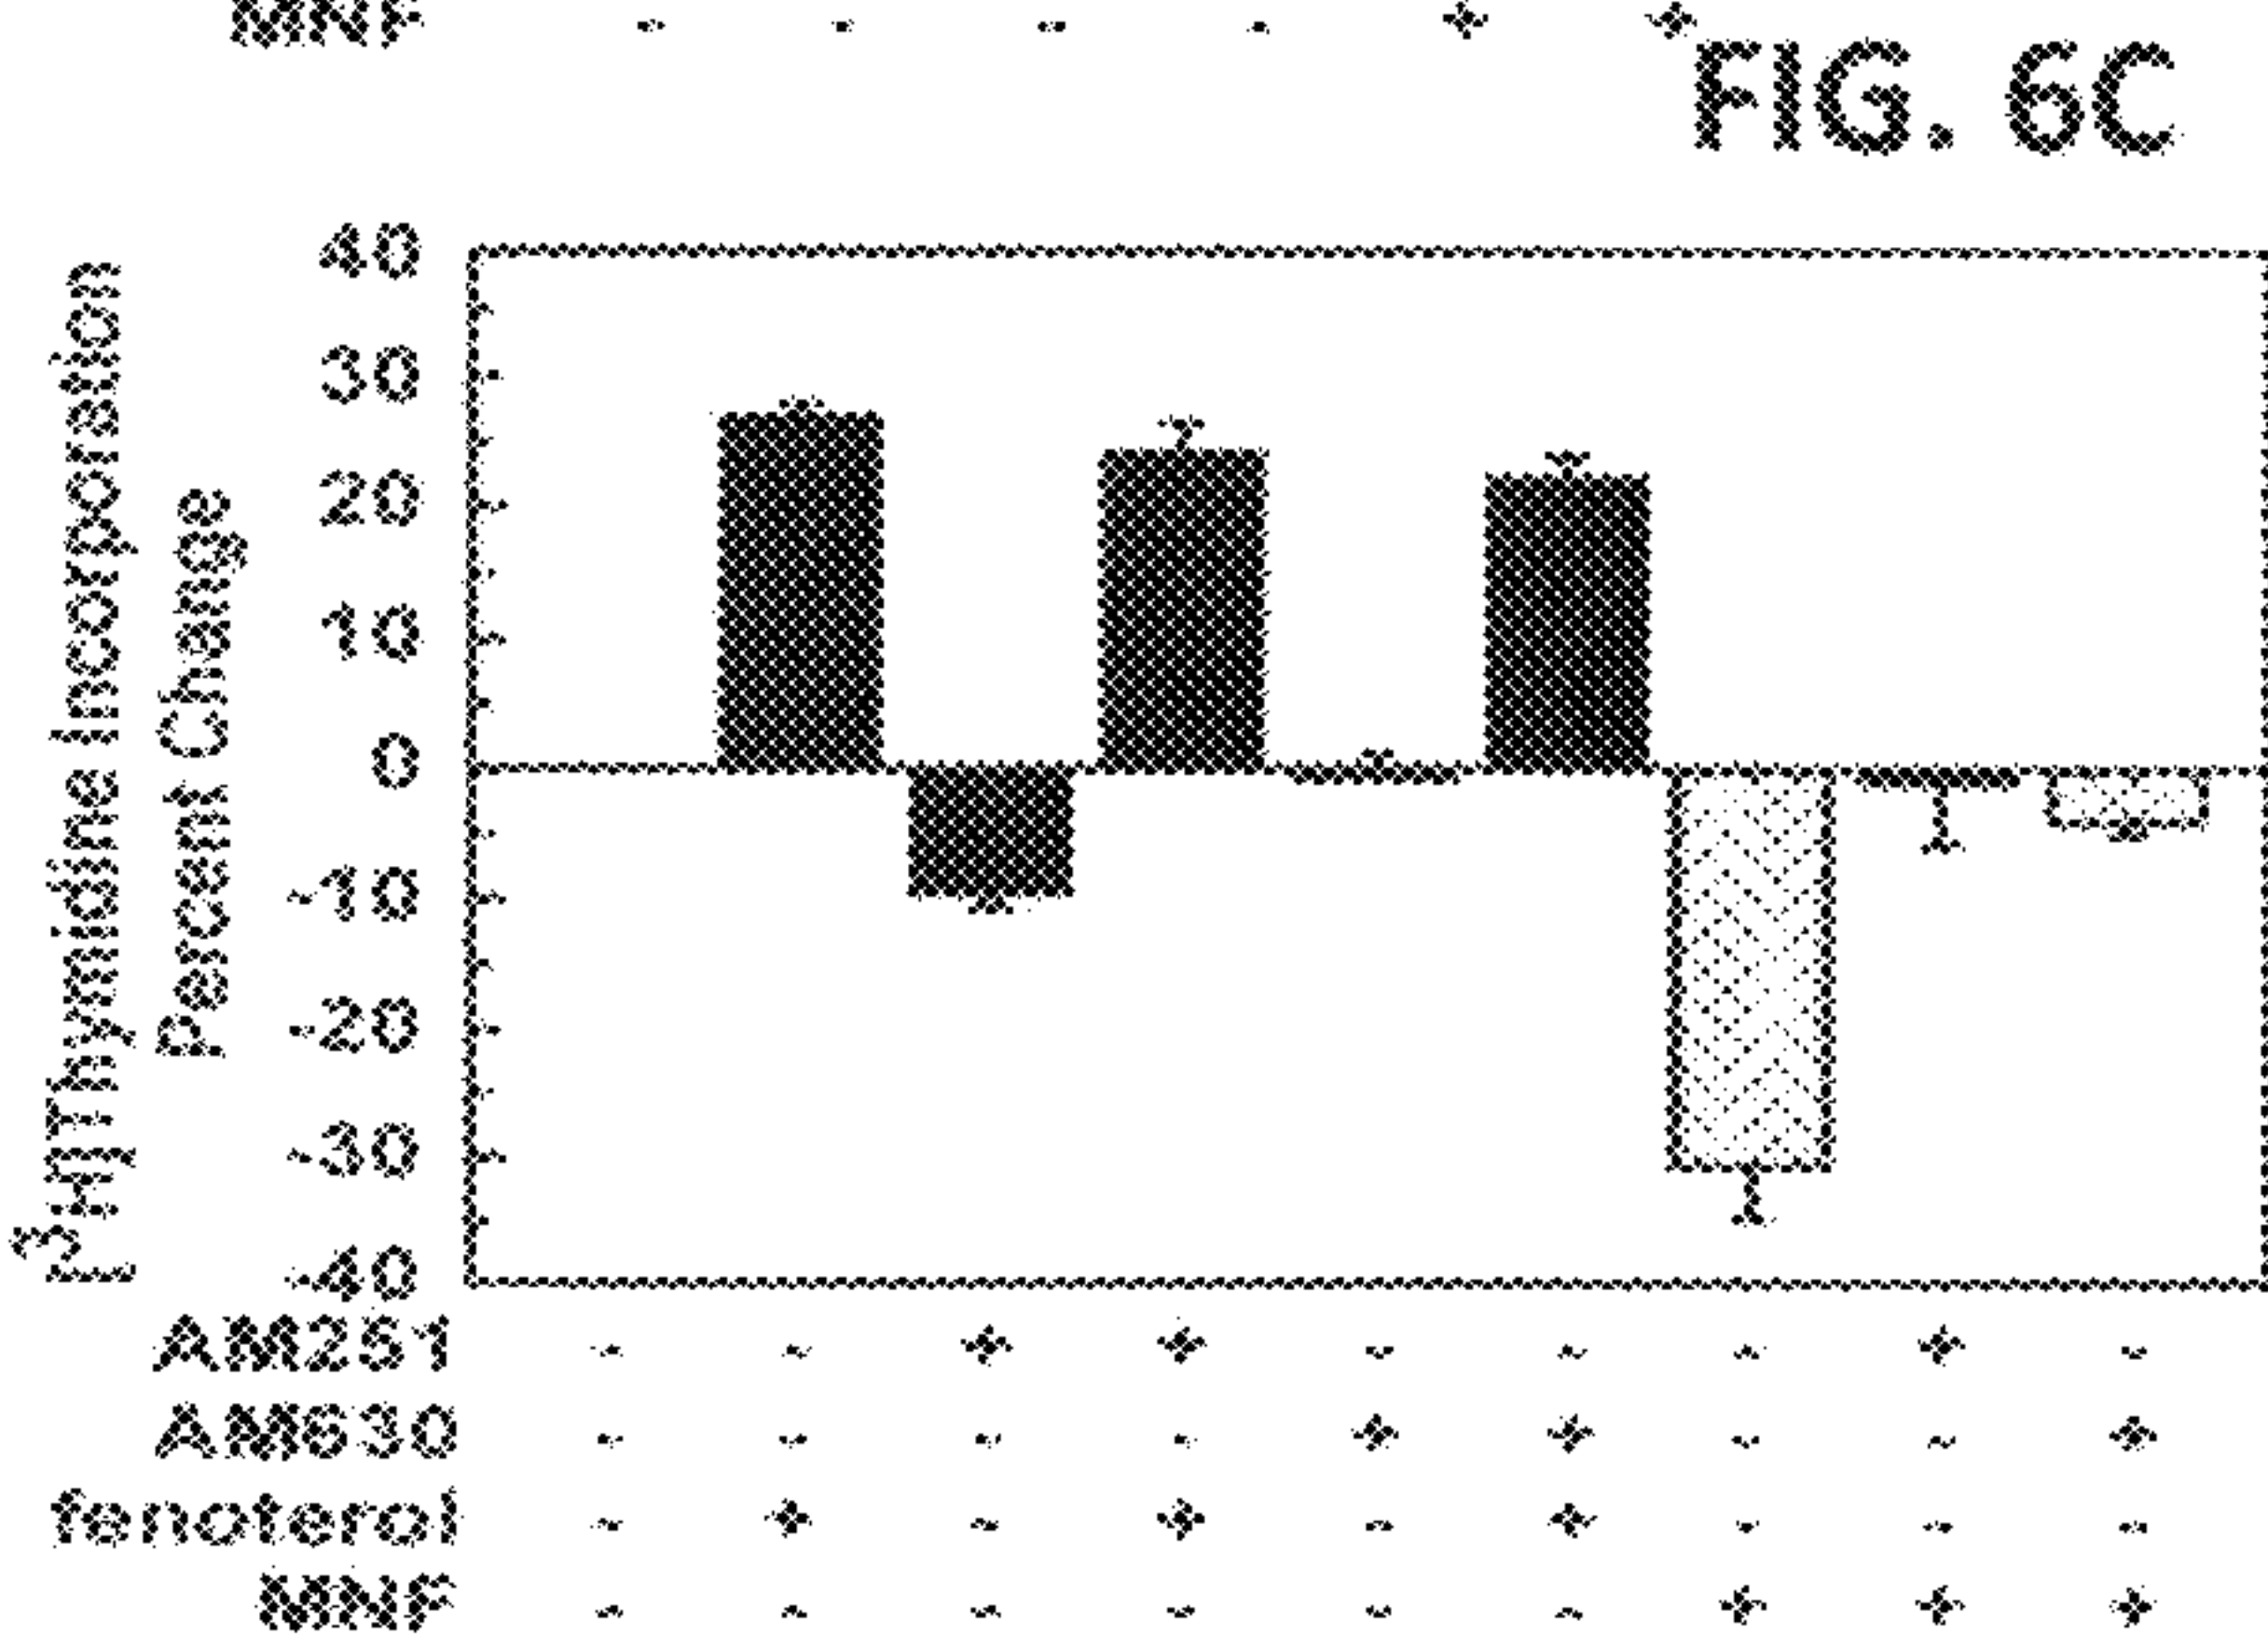 MNF - - - - + +
FIG. 6C
[3H]Thymidine Incorporation
Percent Change
40
30
20
10
0
-10
-20
-30
-40
AM251 - - + + - - - + -
AM630 - - - - + + - - +
fenoterol - + - + - + - - -
MNF - - - - - - + + +